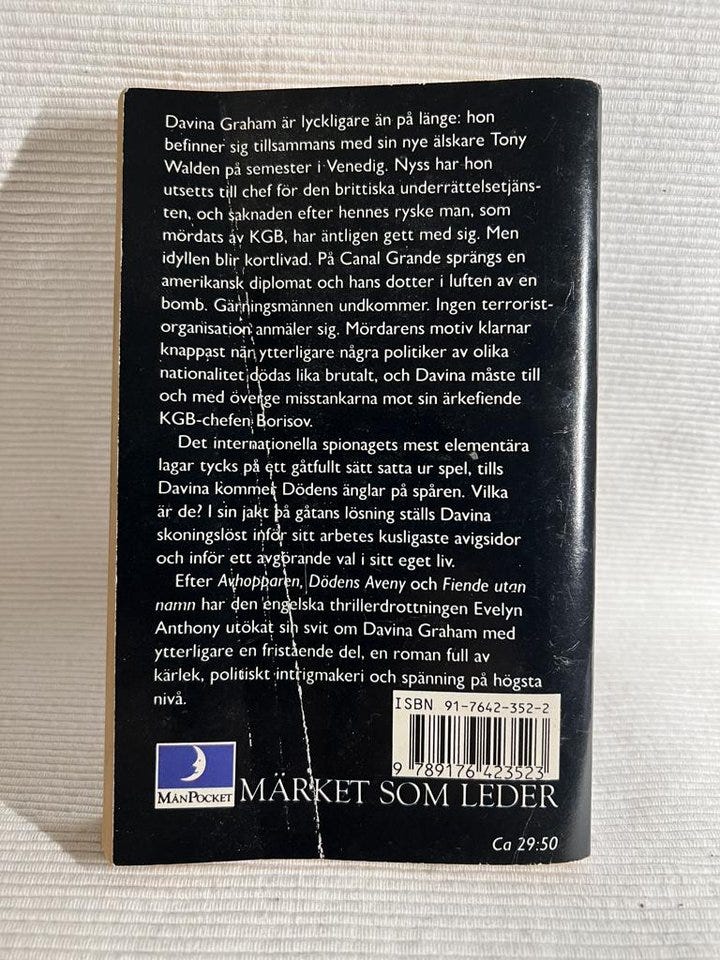 Davina Graham är lyckligare än på länge: hon
befinner sig tillsammans med sin nye älskare Tony
Walden på semester i Venedig. Nyss har hon
utsetts till chef för den brittiska underrättelsetjäns-
ten, och saknaden efter hennes ryske man, som
mördats av KGB, har äntligen gett med sig. Men
idyllen blir kortlivad. På Canal Grande sprängs en
amerikansk diplomat och hans dotter i luften av en
bomb. Gärningsmännen undkommer. Ingen terrorist-
organisation anmäler sig. Mördarens motiv klarnar
knappast när ytterligare några politiker av olika
nationalitet dödas lika brutalt, och Davina måste till
och med överge misstankarna mot sin ärkefiende
KGB-chefen Borisov.
Det internationella spionagets mest elementära
lagar tycks på ett gåtfullt sätt satta ur spel, tills
Davina kommer Dödens änglar på spåren. Vilka
är de? I sin jakt på gåtans lösning ställs Davina
skoningslöst inför sitt arbetes kusligaste avigsidor
och inför ett avgörande val i sitt eget liv.
Efter Avhopparen, Dödens Aveny och Fiende utan
namn har den engelska thrillerdrottningen Evelyn
Anthony utökat sin svit om Davina Graham med
ytterligare en fristående del, en roman full av
kärlek, politiskt intrigmakeri och spänning på högsta
nivå.
ISBN 91-7642-352-2
9 789176 423523
MÅNPOCKET MÄRKET SOM LEDER
Ca 29:50